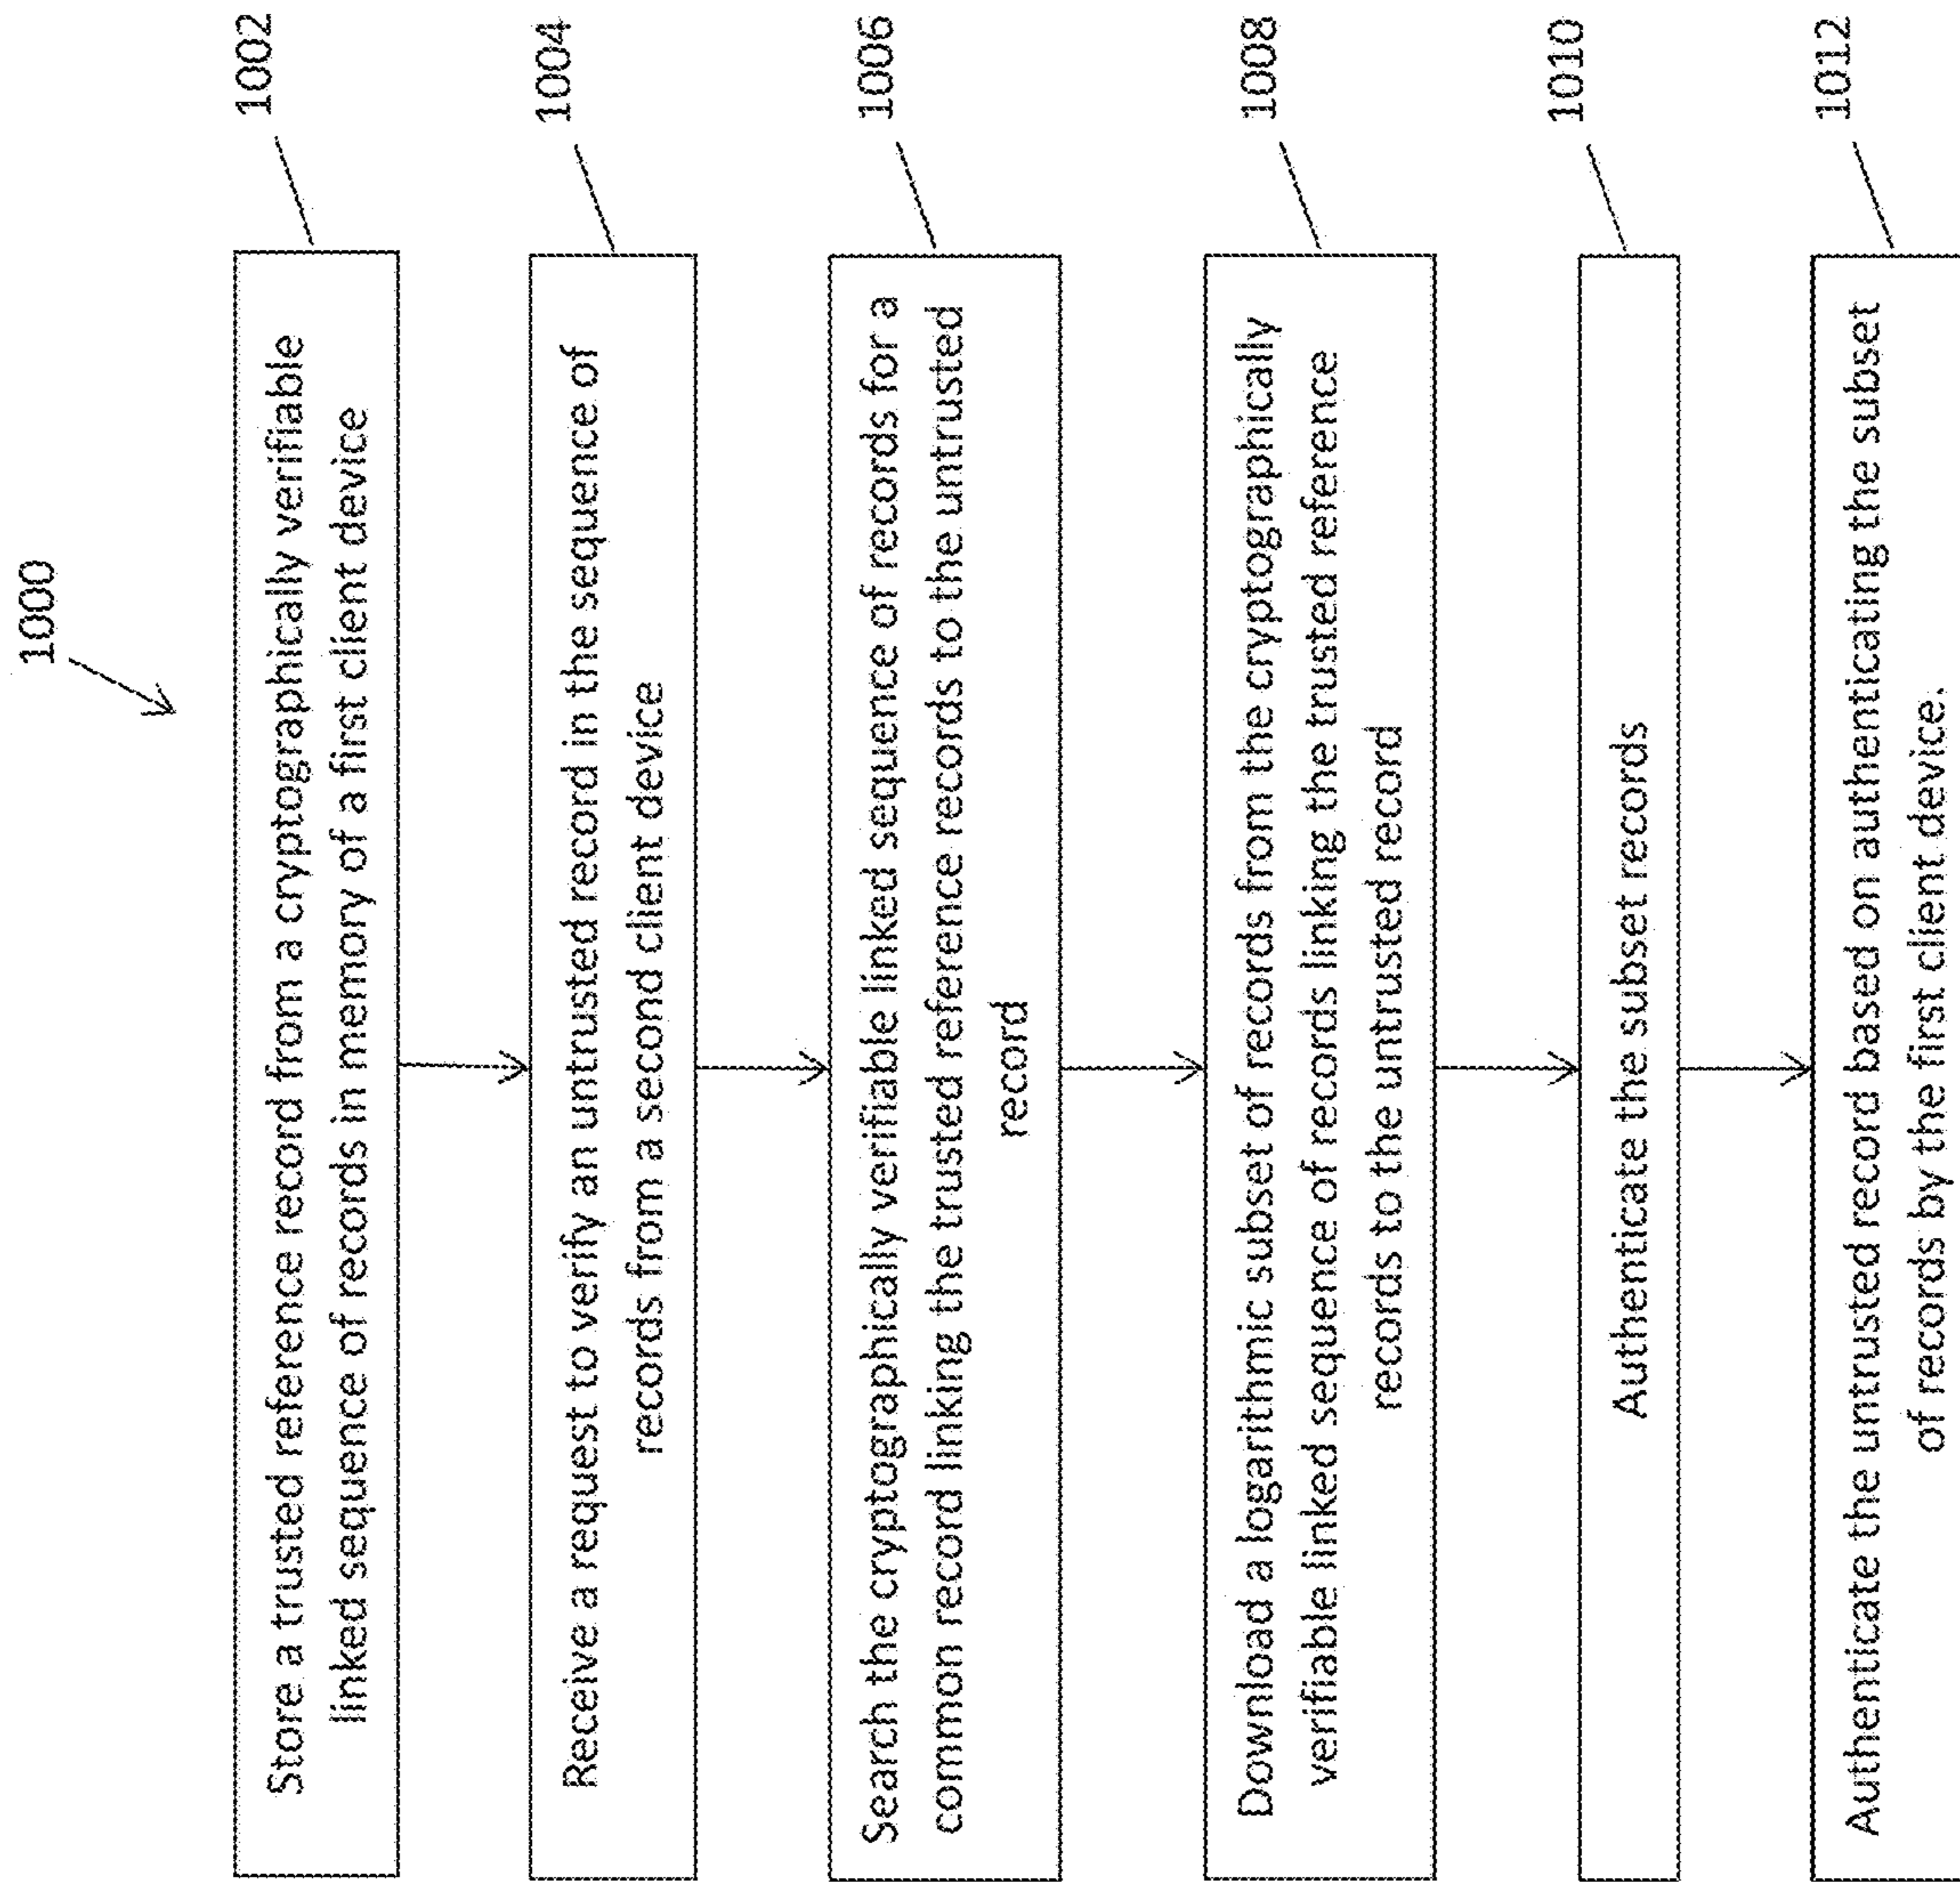 1000
Store a trusted reference record from a cryptographically verifiable
linked sequence of records in memory of a first client device
1002
Receive a request to verify an untrusted record in the sequence of
records from a second client device
1004
Search the cryptographically verifiable linked sequence of records for a
common record linking the trusted reference records to the untrusted
record
1006
Download a logarithmic subset of records from the cryptographically
verifiable linked sequence of records linking the trusted reference
records to the untrusted record
1008
Authenticate the subset records
1010
Authenticate the untrusted record based on authenticating the subset
of records by the first client device.
1012